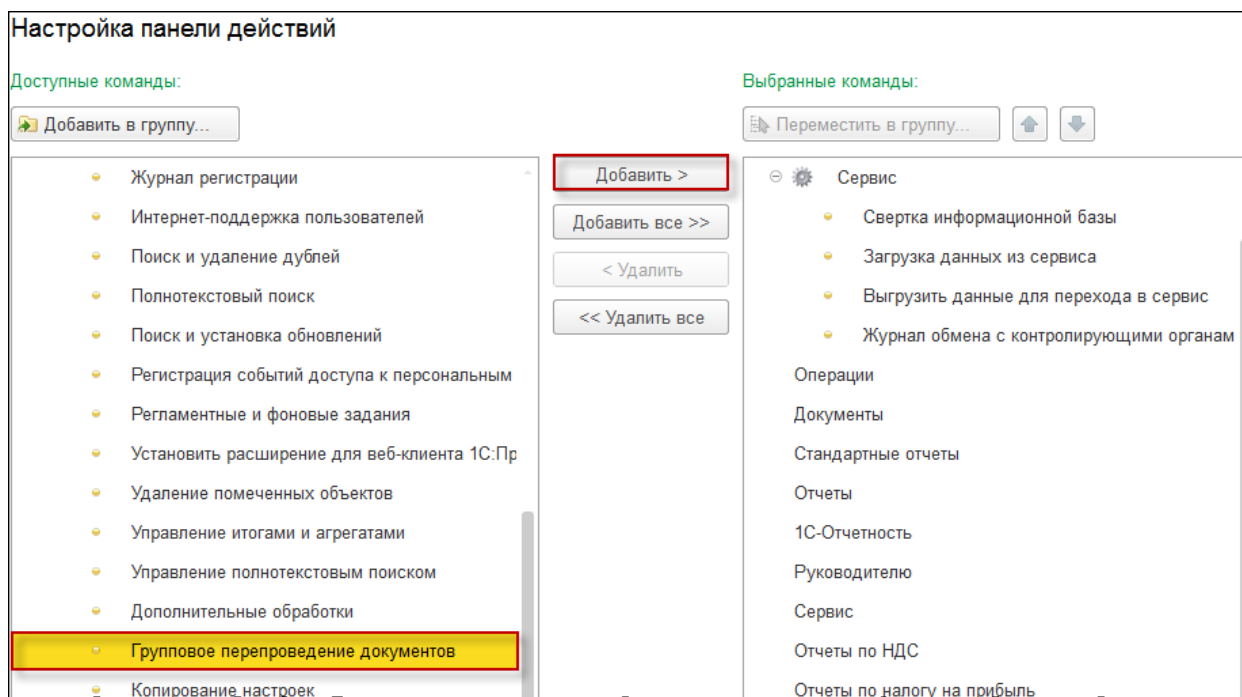 Настройка панели действий
Доступные команды:
Добавить в группу...
Журнал регистрации
Интернет-поддержка пользователей
Поиск и удаление дублей
Полнотекстовый поиск
Поиск и установка обновлений
Регистрация событий доступа к персональным
Регламентные и фоновые задания
Установить расширение для веб-клиента 1С:Пр
Удаление помеченных объектов
Управление итогами и агрегатами
Управление полнотекстовым поиском
Дополнительные обработки
Групповое перепроведение документов
Копирование настроек
Добавить >
Добавить все >>
< Удалить
<< Удалить все
Выбранные команды:
Переместить в группу...
Сервис
Свертка информационной базы
Загрузка данных из сервиса
Выгрузить данные для перехода в сервис
Журнал обмена с контролирующими органам
Операции
Документы
Стандартные отчеты
Отчеты
1С-Отчетность
Руководителю
Сервис
Отчеты по НДС
Отчеты по налогу на прибыль